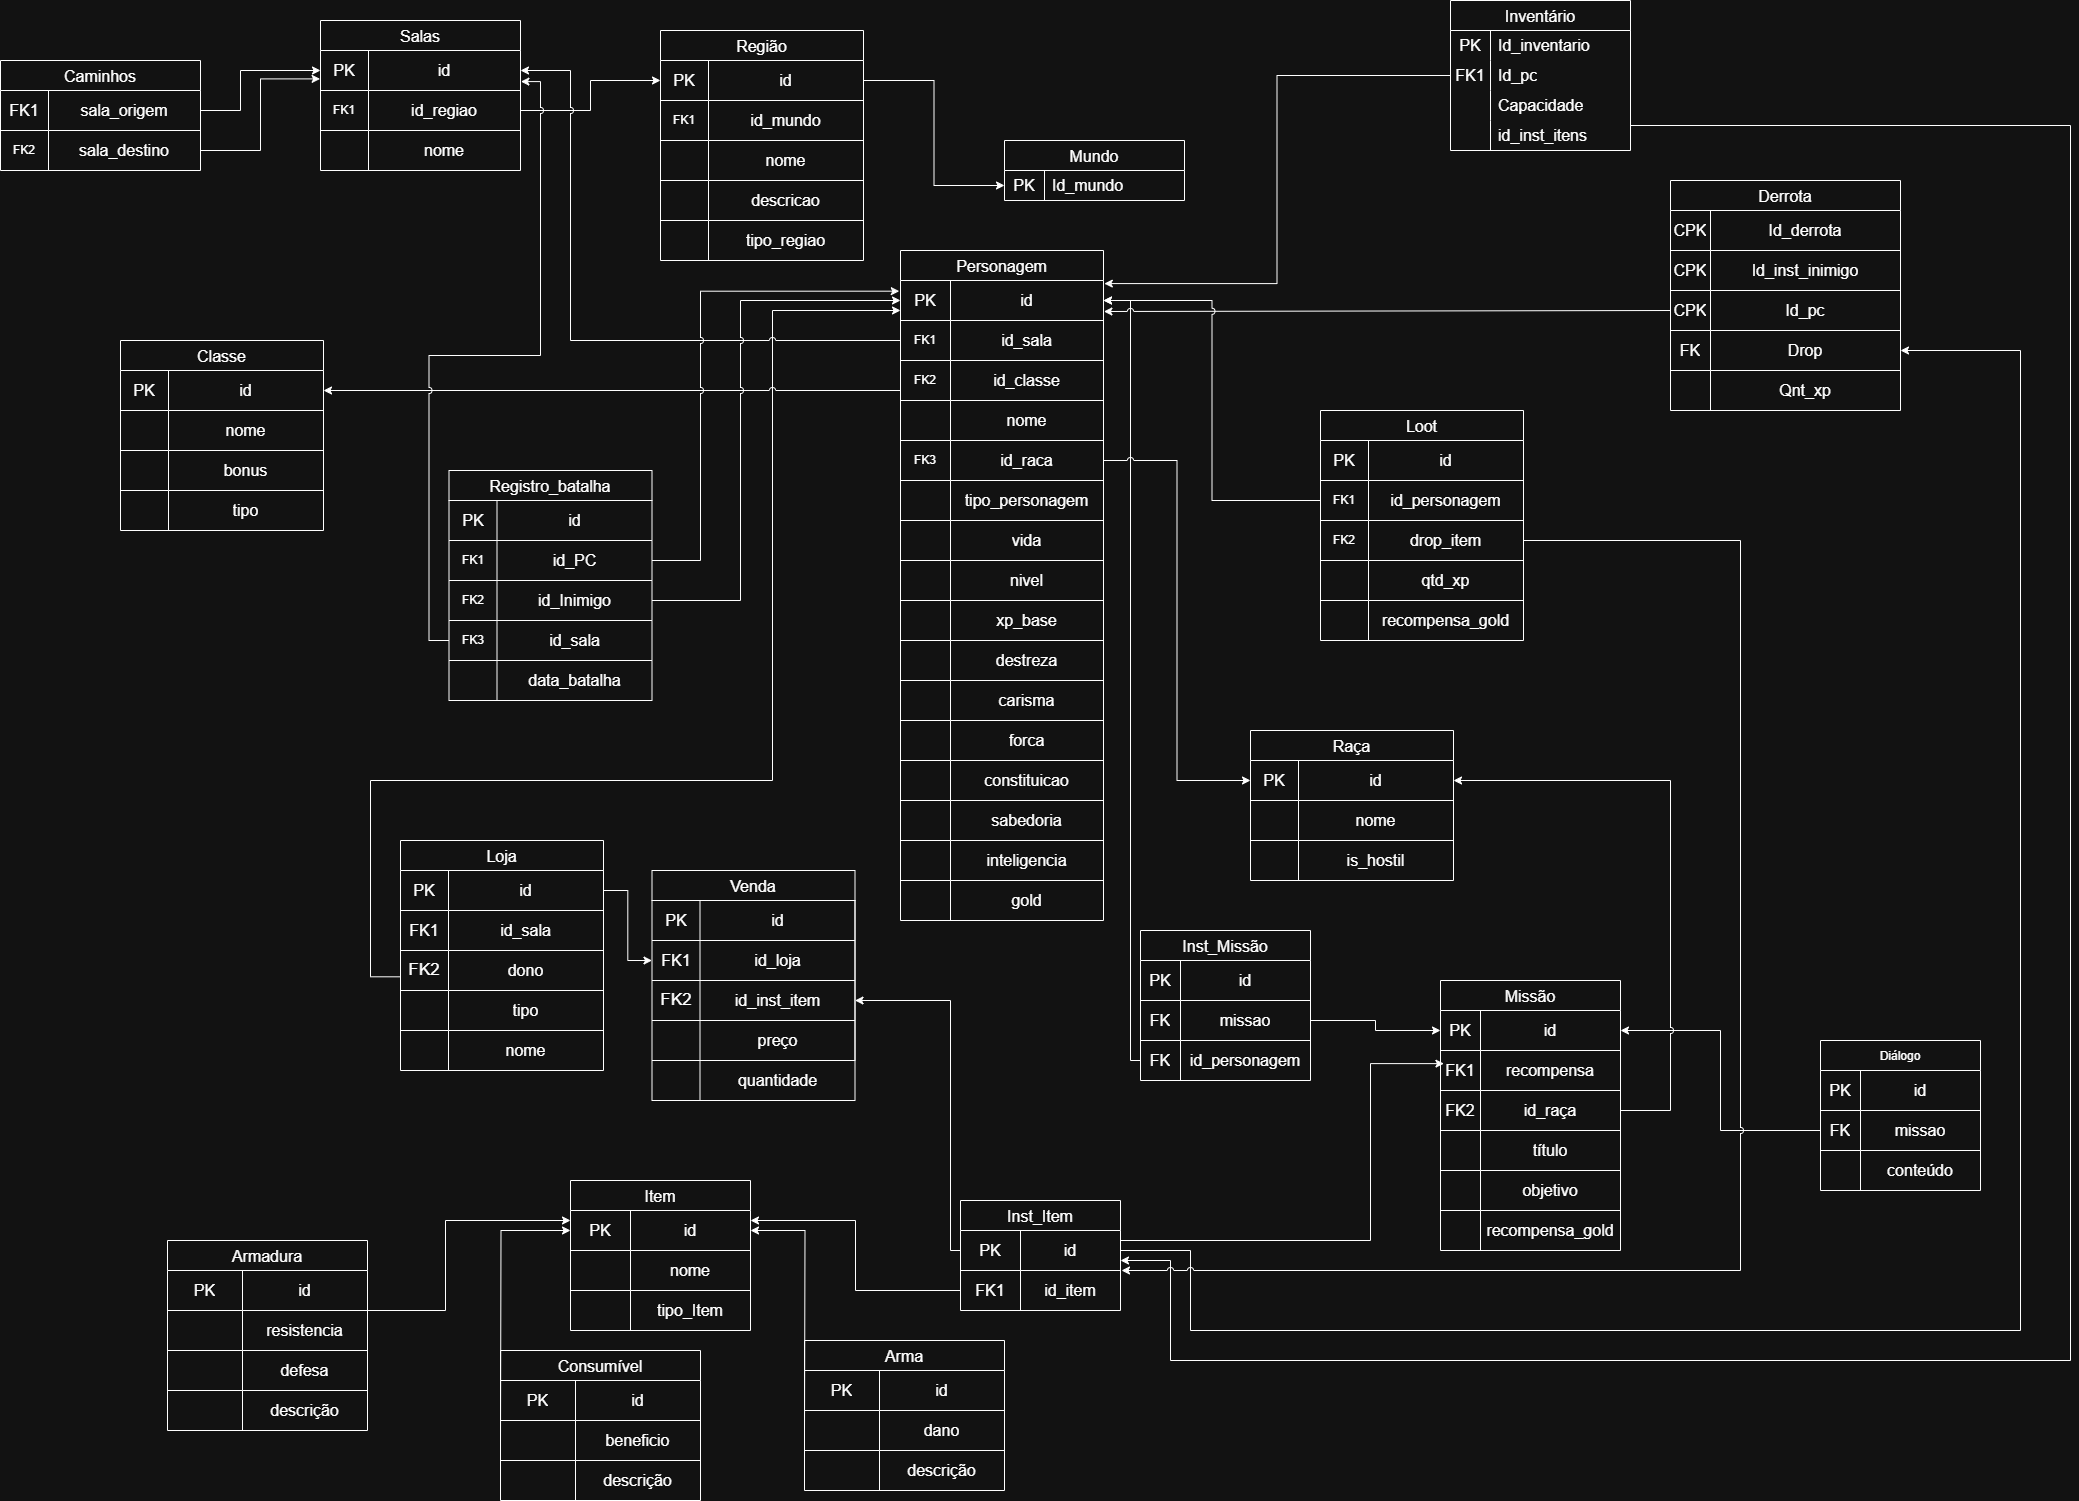 Caminhos
FK1 sala_origem
FK2 sala_destino
Salas
PK id
FK1 id_regiao
nome
Região
PK id
FK1 id_mundo
nome
descricao
tipo_regiao
Mundo
PK Id_mundo
Inventário
PK Id_inventario
FK1 Id_pc
Capacidade
id_inst_itens
Derrota
CPK Id_derrota
CPK Id_inst_inimigo
CPK Id_pc
FK Drop
Qnt_xp
Personagem
PK id
FK1 id_sala
FK2 id_classe
nome
FK3 id_raca
tipo_personagem
vida
nivel
xp_base
destreza
carisma
forca
constituicao
sabedoria
inteligencia
gold
Classe
PK id
nome
bonus
tipo
Registro_batalha
PK id
FK1 id_PC
FK2 id_Inimigo
FK3 id_sala
data_batalha
Loot
PK id
FK1 id_personagem
FK2 drop_item
qtd_xp
recompensa_gold
Raça
PK id
nome
is_hostil
Loja
PK id
FK1 id_sala
FK2 dono
tipo
nome
Venda
PK id
FK1 id_loja
FK2 id_inst_item
preço
quantidade
Inst_Missão
PK id
FK missao
FK id_personagem
Missão
PK id
FK1 recompensa
FK2 id_raça
título
objetivo
recompensa_gold
Diálogo
PK id
FK missao
conteúdo
Item
PK id
nome
tipo_Item
Inst_Item
PK id
FK1 id_item
Armadura
PK id
resistencia
defesa
descrição
Consumível
PK id
beneficio
descrição
Arma
PK id
dano
descrição